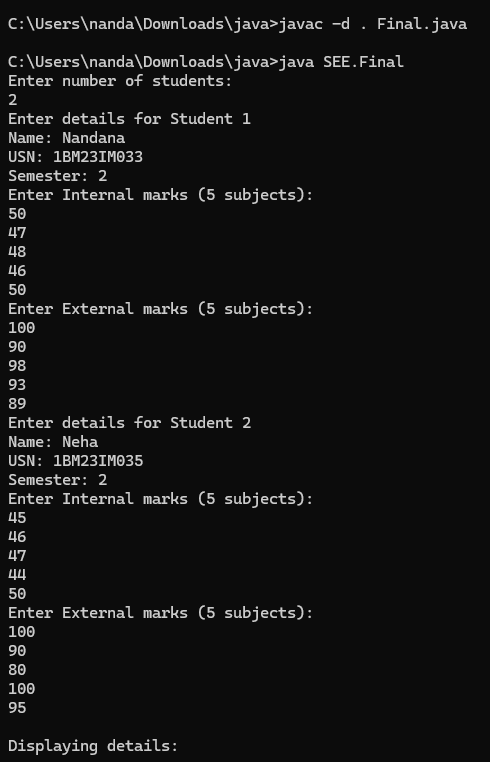 C:\Users\nanda\Downloads\java>javac -d . Final.java
C:\Users\nanda\Downloads\java>java SEE.Final
Enter number of students:
2
Enter details for Student 1
Name: Nandana
USN: 1BM23IM033
Semester: 2
Enter Internal marks (5 subjects):
50
47
48
46
50
Enter External marks (5 subjects):
100
90
98
93
89
Enter details for Student 2
Name: Neha
USN: 1BM23IM035
Semester: 2
Enter Internal marks (5 subjects):
45
46
47
44
50
Enter External marks (5 subjects):
100
90
80
100
95
Displaying details: